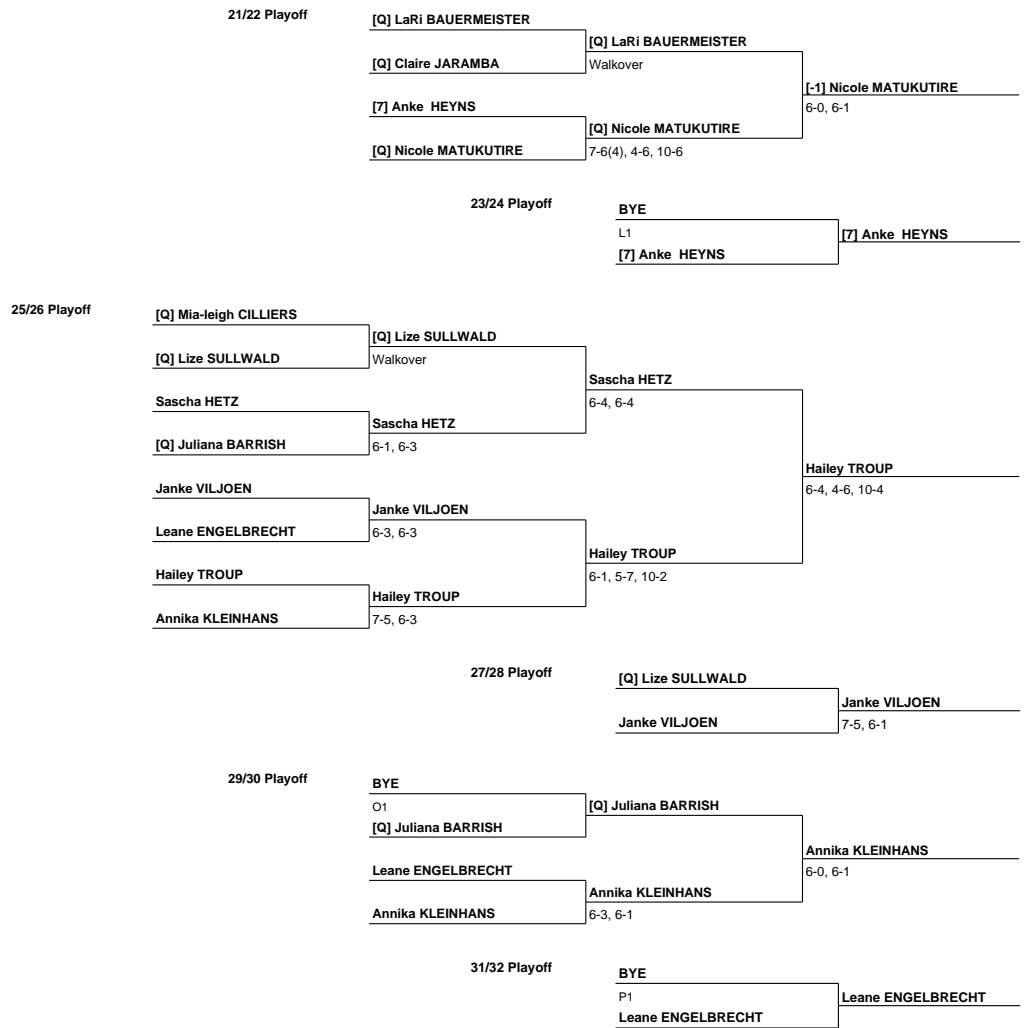 21/22 Playoff
[Q] LaRi BAUERMEISTER
[Q] LaRi BAUERMEISTER
[Q] Claire JARAMBA
Walkover
[-1] Nicole MATUKUTIRE
[7] Anke  HEYNS
6-0, 6-1
[Q] Nicole MATUKUTIRE
[Q] Nicole MATUKUTIRE
7-6(4), 4-6, 10-6
23/24 Playoff
BYE
L1
[7] Anke  HEYNS
[7] Anke  HEYNS
25/26 Playoff
[Q] Mia-leigh CILLIERS
[Q] Lize SULLWALD
[Q] Lize SULLWALD
Walkover
Sascha HETZ
Sascha HETZ
6-4, 6-4
Sascha HETZ
[Q] Juliana BARRISH
6-1, 6-3
Hailey TROUP
Janke VILJOEN
6-4, 4-6, 10-4
Janke VILJOEN
Leane ENGELBRECHT
6-3, 6-3
Hailey TROUP
Hailey TROUP
6-1, 5-7, 10-2
Hailey TROUP
Annika KLEINHANS
7-5, 6-3
27/28 Playoff
[Q] Lize SULLWALD
Janke VILJOEN
Janke VILJOEN
7-5, 6-1
29/30 Playoff
BYE
O1
[Q] Juliana BARRISH
[Q] Juliana BARRISH
Annika KLEINHANS
Leane ENGELBRECHT
6-0, 6-1
Annika KLEINHANS
Annika KLEINHANS
6-3, 6-1
31/32 Playoff
BYE
P1
Leane ENGELBRECHT
Leane ENGELBRECHT